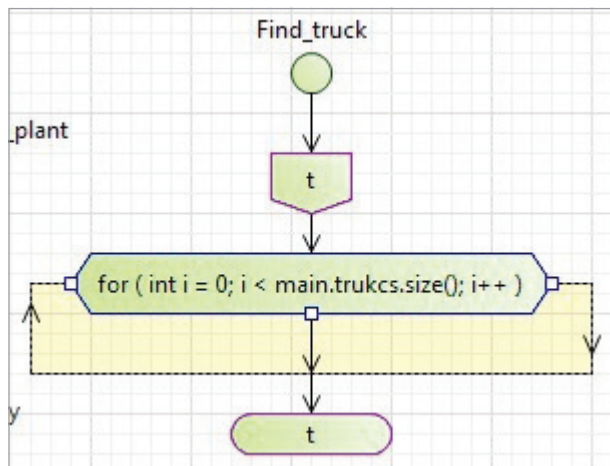 Find_truck
_plant
t
for ( int i = 0; i < main.trukcs.size(); i++ )
y
t